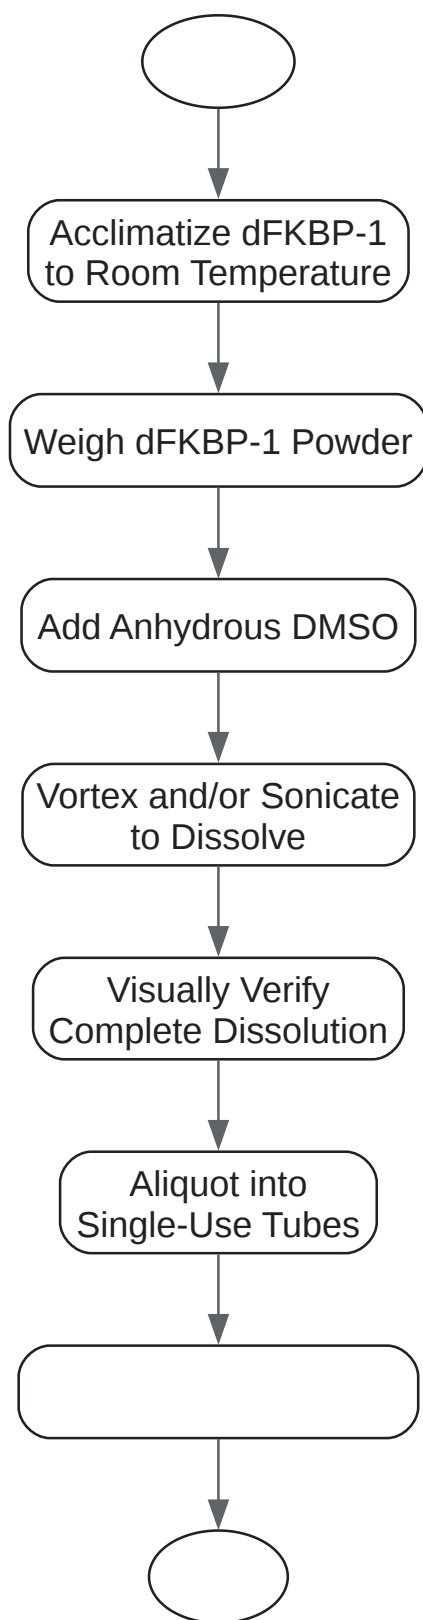 Acclimatize dFKBP-1
to Room Temperature
Weigh dFKBP-1 Powder
Add Anhydrous DMSO
Vortex and/or Sonicate
to Dissolve
Visually Verify
Complete Dissolution
Aliquot into
Single-Use Tubes